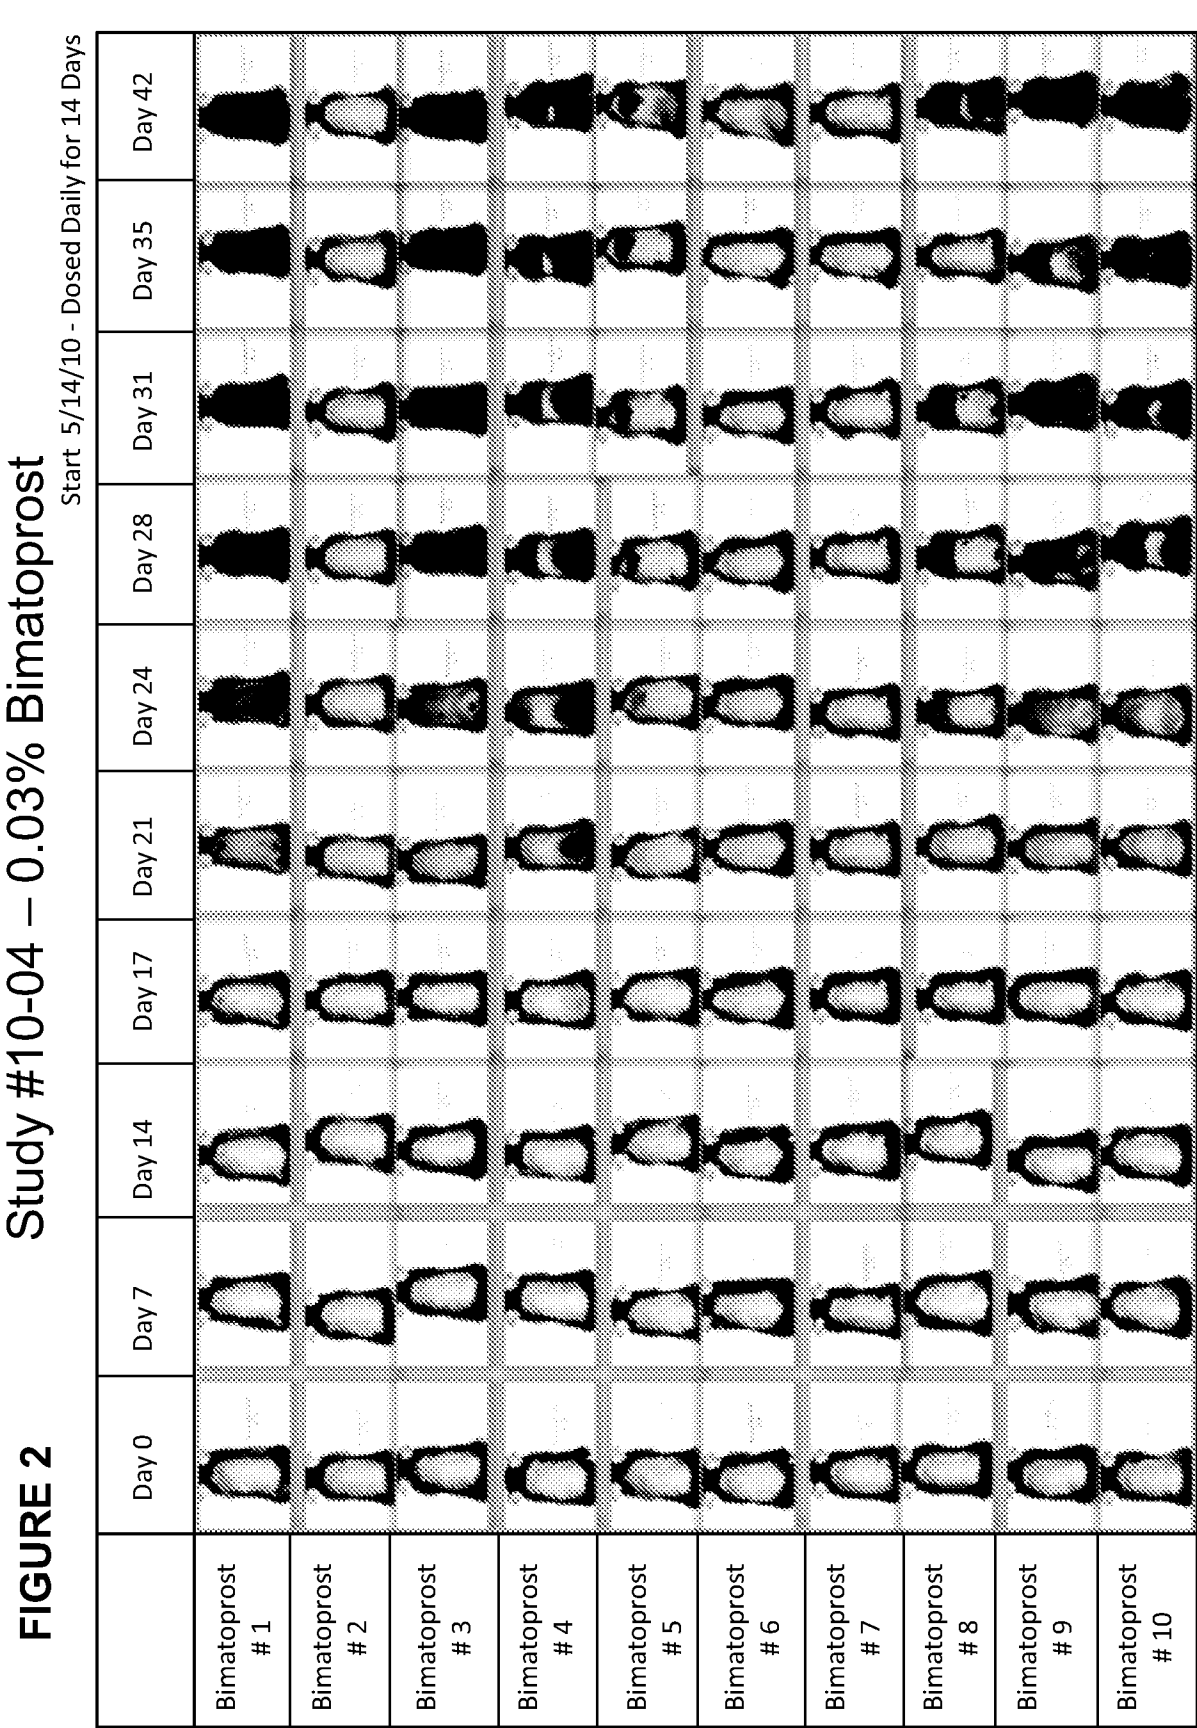 FIGURE 2
Study #10-04 – 0.03% Bimatoprost
Start 5/14/10 - Dosed Daily for 14 Days
Day 0
Day 7
Day 14
Day 17
Day 21
Day 24
Day 28
Day 31
Day 35
Day 42
Bimatoprost
# 1
Bimatoprost
# 2
Bimatoprost
# 3
Bimatoprost
# 4
Bimatoprost
# 5
Bimatoprost
# 6
Bimatoprost
# 7
Bimatoprost
# 8
Bimatoprost
# 9
Bimatoprost
# 10